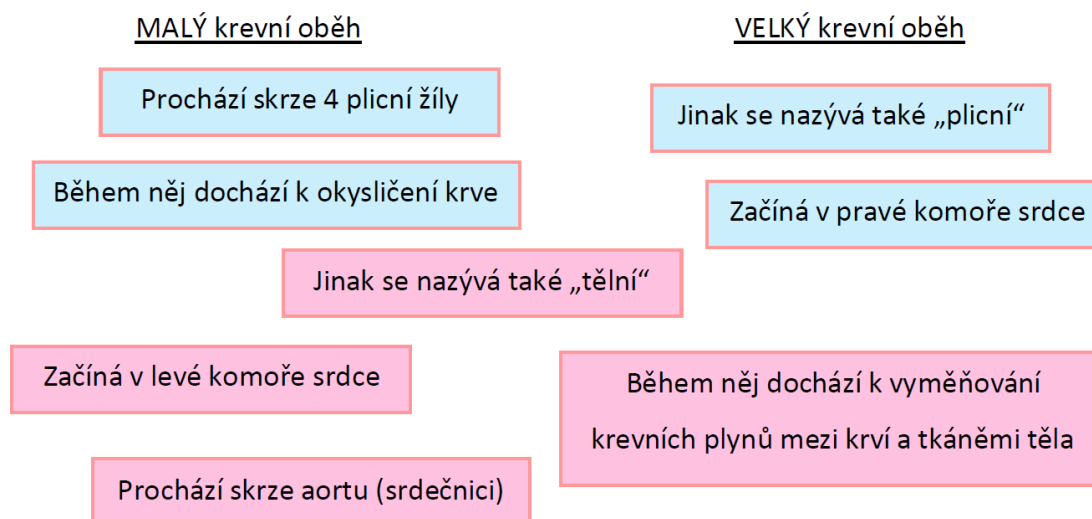 MALÝ krevní oběh
VELKÝ krevní oběh
Prochází skrze 4 plicní žíly
Jinak se nazývá také „plicní“
Během něj dochází k okysličení krve
Začíná v pravé komoře srdce
Jinak se nazývá také „tělní“
Začíná v levé komoře srdce
Během něj dochází k vyměňování
krevních plynů mezi krví a tkáněmi těla
Prochází skrze aortu (srdečnici)